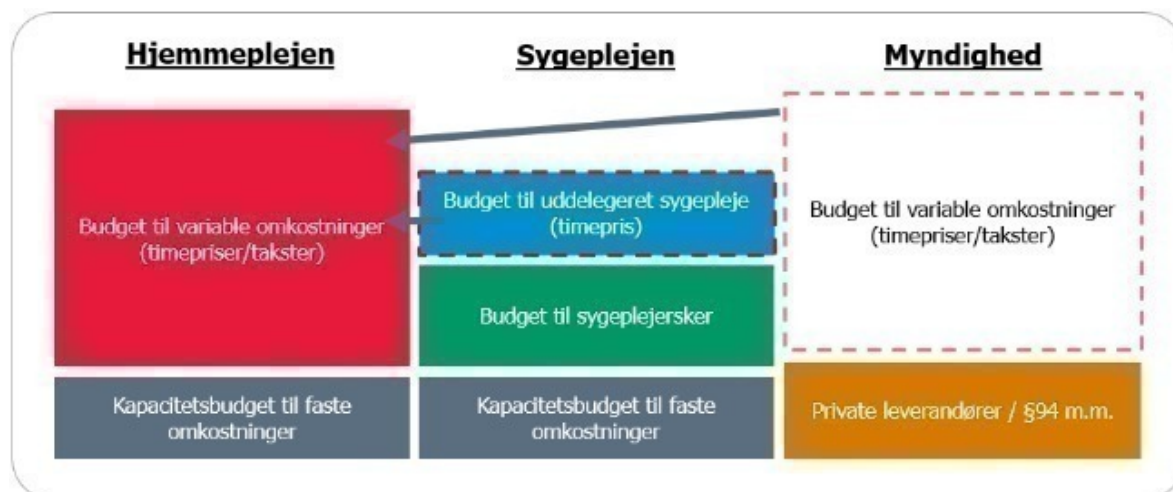 Hjemmeplejen
Sygeplejen
Myndighed
Budget til variable omkostninger
(timepriser/takster)
Kapacitetsbudget til faste
omkostninger
Budget til uddelegeret sygepleje
(timepris)
Budget til sygeplejersker
Kapacitetsbudget til faste
omkostninger
Budget til variable omkostninger
(timepriser/takster)
Private leverandører / §94 m.m.